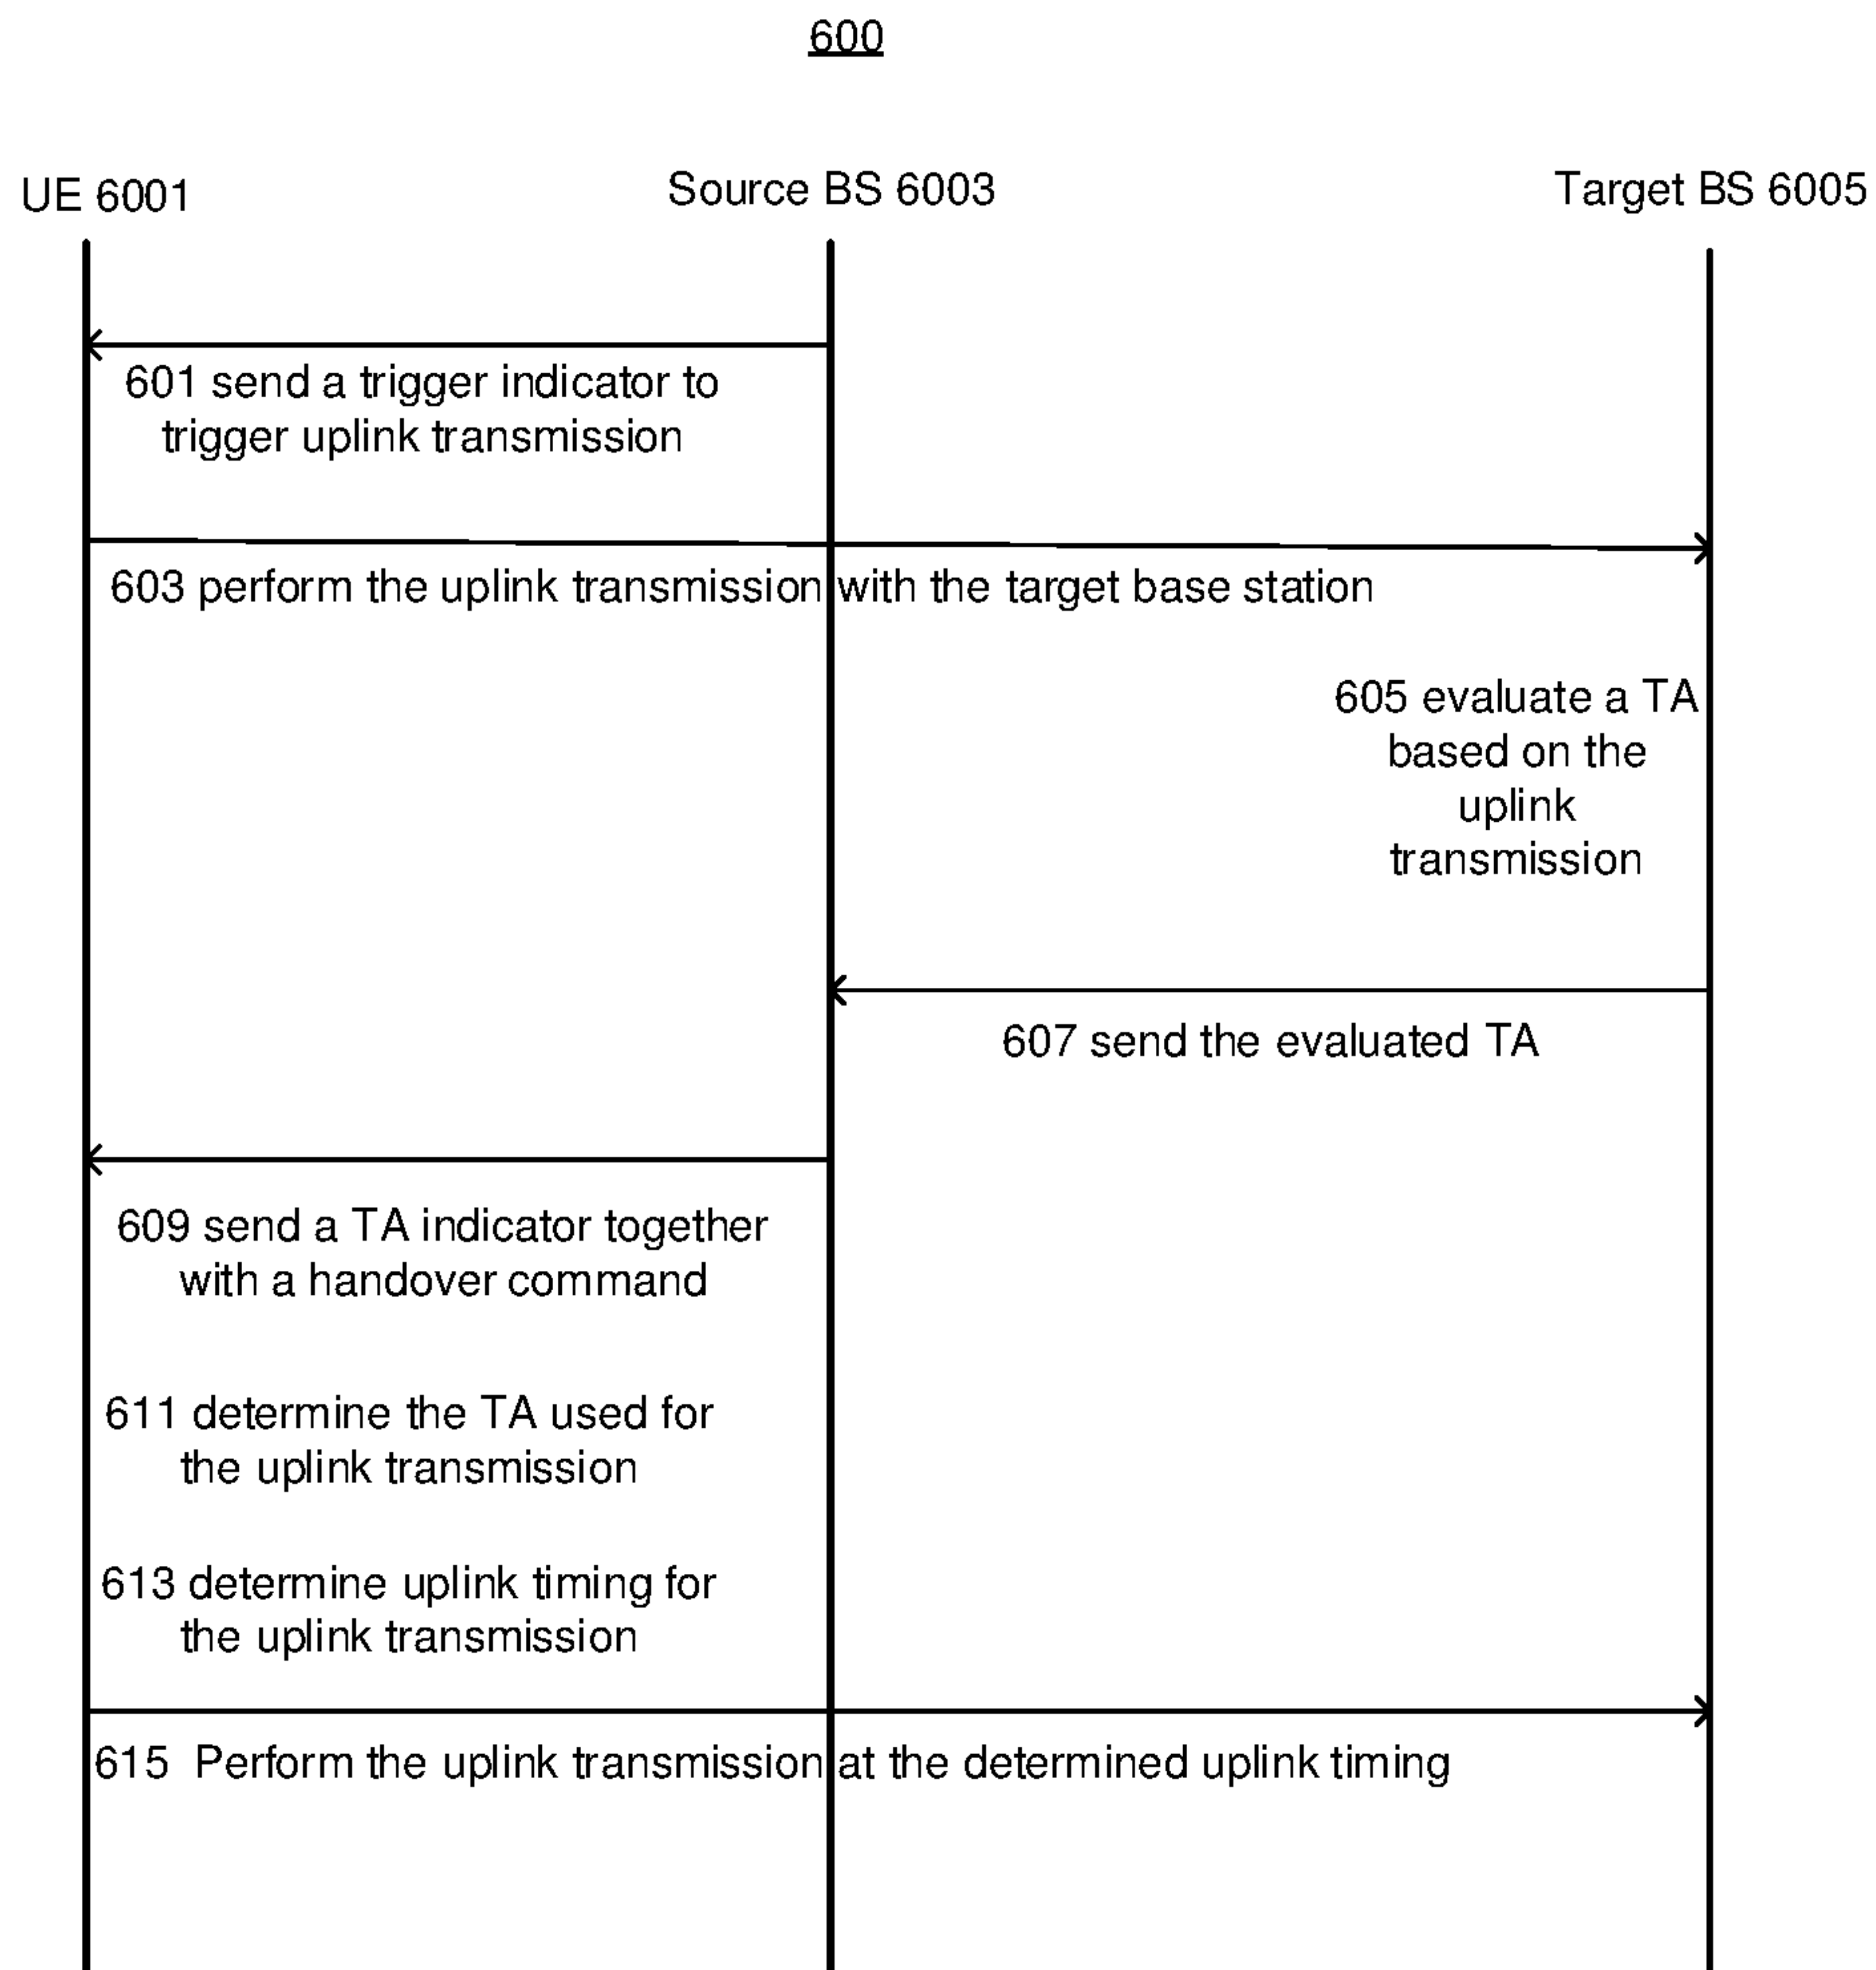 600
UE 6001
Source BS 6003
Target BS 6005
601 send a trigger indicator to
trigger uplink transmission
603 perform the uplink transmission with the target base station
605 evaluate a TA
based on the
uplink
transmission
607 send the evaluated TA
609 send a TA indicator together
with a handover command
611 determine the TA used for
the uplink transmission
613 determine uplink timing for
the uplink transmission
615 Perform the uplink transmission at the determined uplink timing